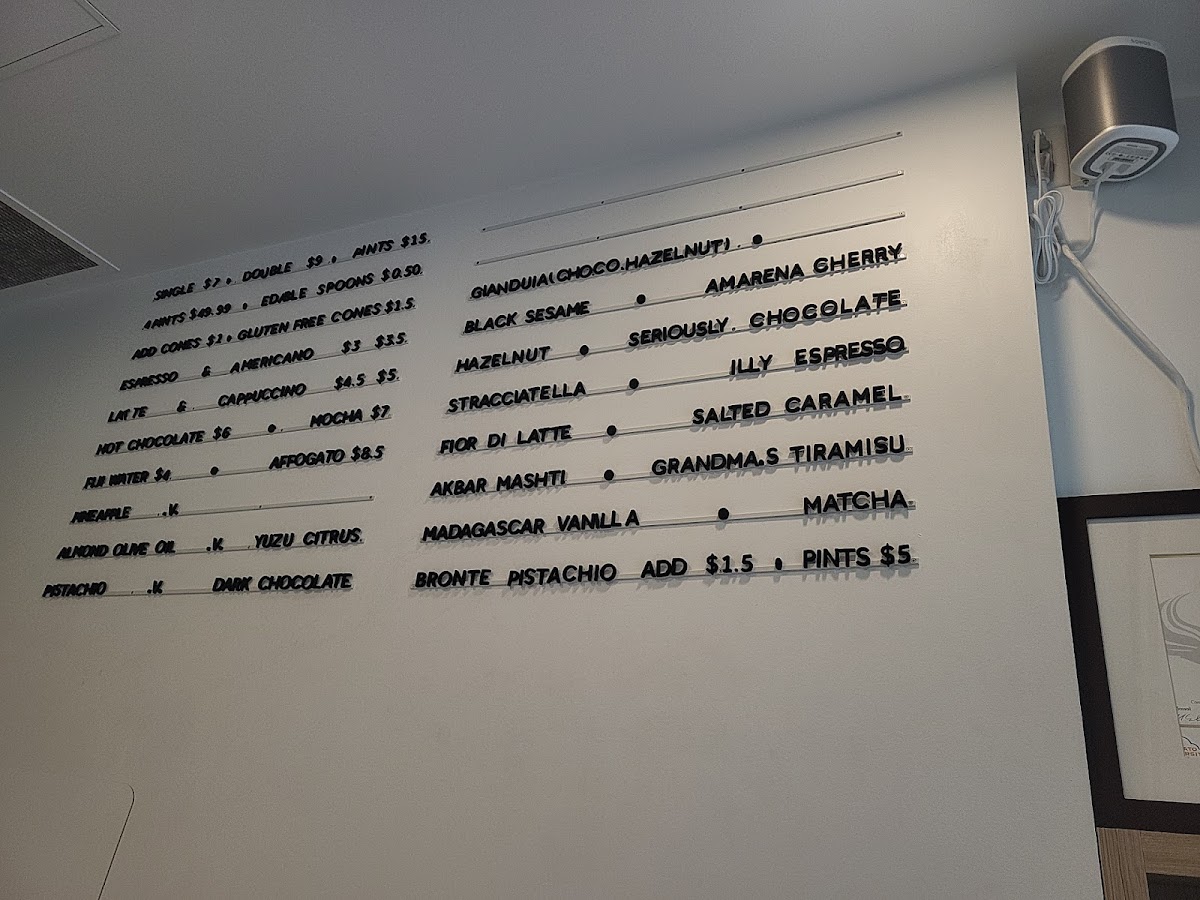 SINGLE $7 • DOUBLE $9 • PINTS $15.
4 PINTS $49.99 • EDABLE SPOONS $0.50.
ADD CONES $1 • GLUTEN FREE CONES $1.5.
ESPRESSO & AMERICANO $3 $3.5.
LATTE & CAPPUCCINO $4.5 $5.
HOT CHOCOLATE $6 • MOCHA $7
FIJI WATER $4 • AFFOGATO $8.5
PINEAPPLE .K
ALMOND OLIVE OIL .K YUZU CITRUS.
PISTACHIO .K DARK CHOCOLATE
GIANDUIA(CHOCO.HAZELNUT) . •
BLACK SESAME • AMARENA CHERRY
HAZELNUT • SERIOUSLY. CHOCOLATE
STRACCIATELLA • ILLY ESPRESSO
FIOR DI LATTE • SALTED CARAMEL
AKBAR MASHTI • GRANDMA.S TIRAMISU
MADAGASCAR VANILLA • MATCHA.
BRONTE PISTACHIO ADD $1.5 • PINTS $5.
SONOS